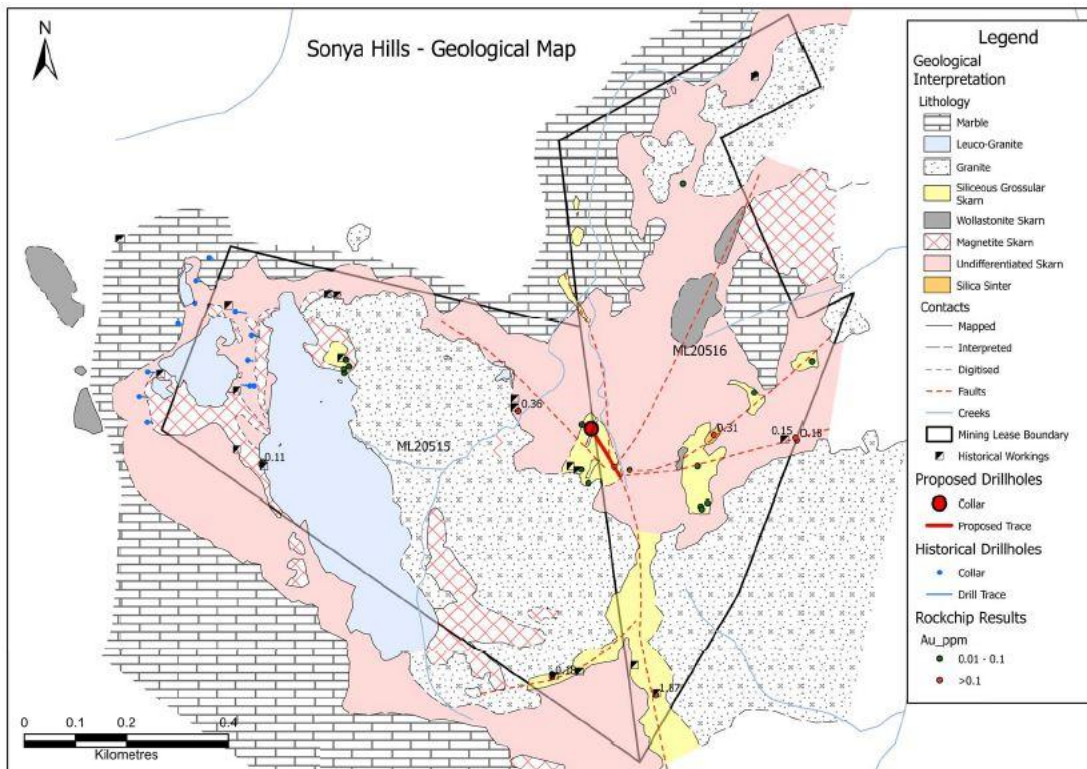 N
Sonya Hills - Geological Map
Legend
Geological
Interpretation
Lithology
Marble
Leuco-Granite
Granite
Siliceous Grossular
Skarn
Wollastonite Skarn
Magnetite Skarn
Undifferentiated Skarn
Silica Sinter
Contacts
Mapped
Interpreted
Digitised
Faults
Creeks
Mining Lease Boundary
Historical Workings
Proposed Drillholes
Collar
Proposed Trace
Historical Drillholes
Collar
Drill Trace
Rockchip Results
Au_ppm
0.01 - 0.1
>0.1
ML20516
0.36
0.31
0.15
0.18
ML20515
0.11
0.18
1.87
0 0.1 0.2 0.4
Kilometres